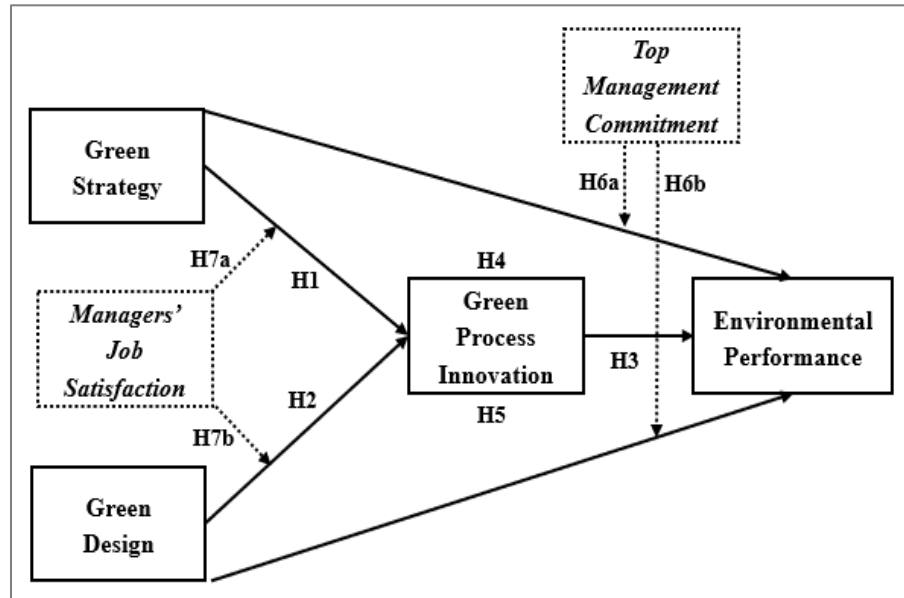 Top
Management
Commitment
Green
Strategy
H6a
H6b
H7a
H1
H4
Managers’
Job
Satisfaction
Green
Process
Innovation
H3
Environmental
Performance
H2
H5
H7b
Green
Design